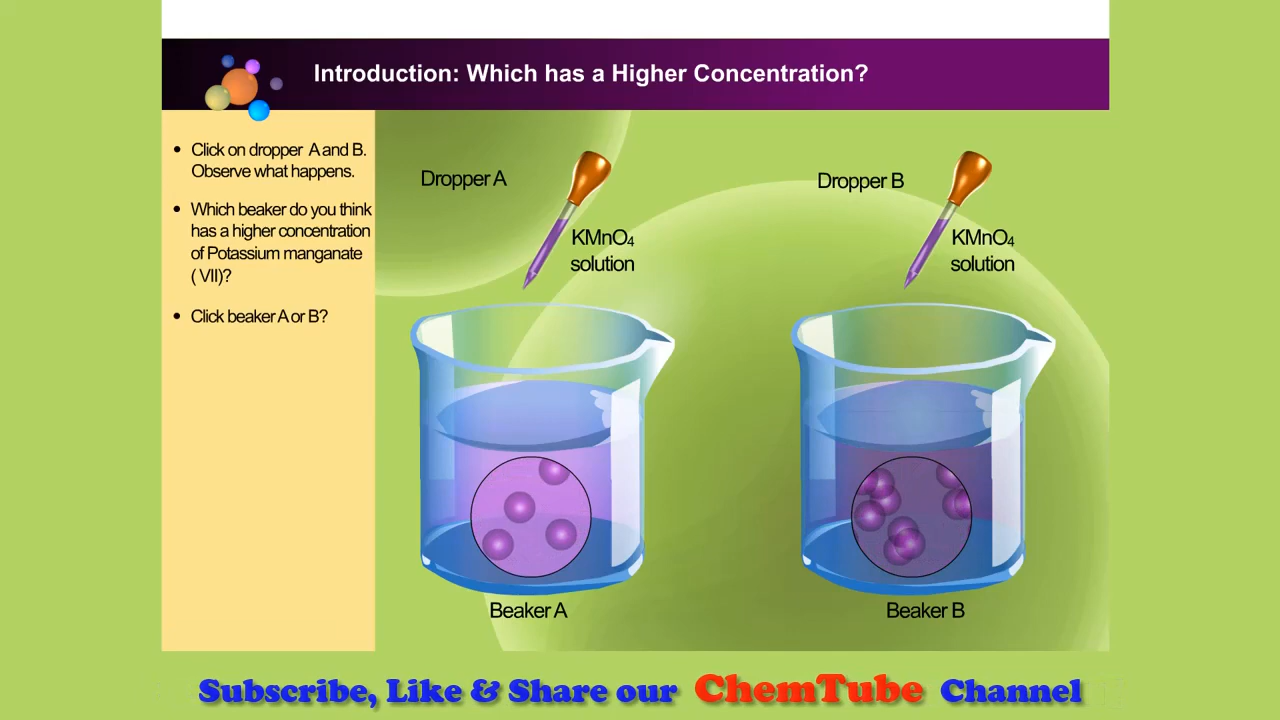 Introduction: Which has a Higher Concentration?
• Click on dropper A and B.
Observe what happens.
• Which beaker do you think
has a higher concentration
of Potassium manganate
( VII)?
• Click beaker A or B?
Dropper A
KMnO₄
solution
Dropper B
KMnO₄
solution
Beaker A
Beaker B
Subscribe, Like & Share our ChemTube Channel